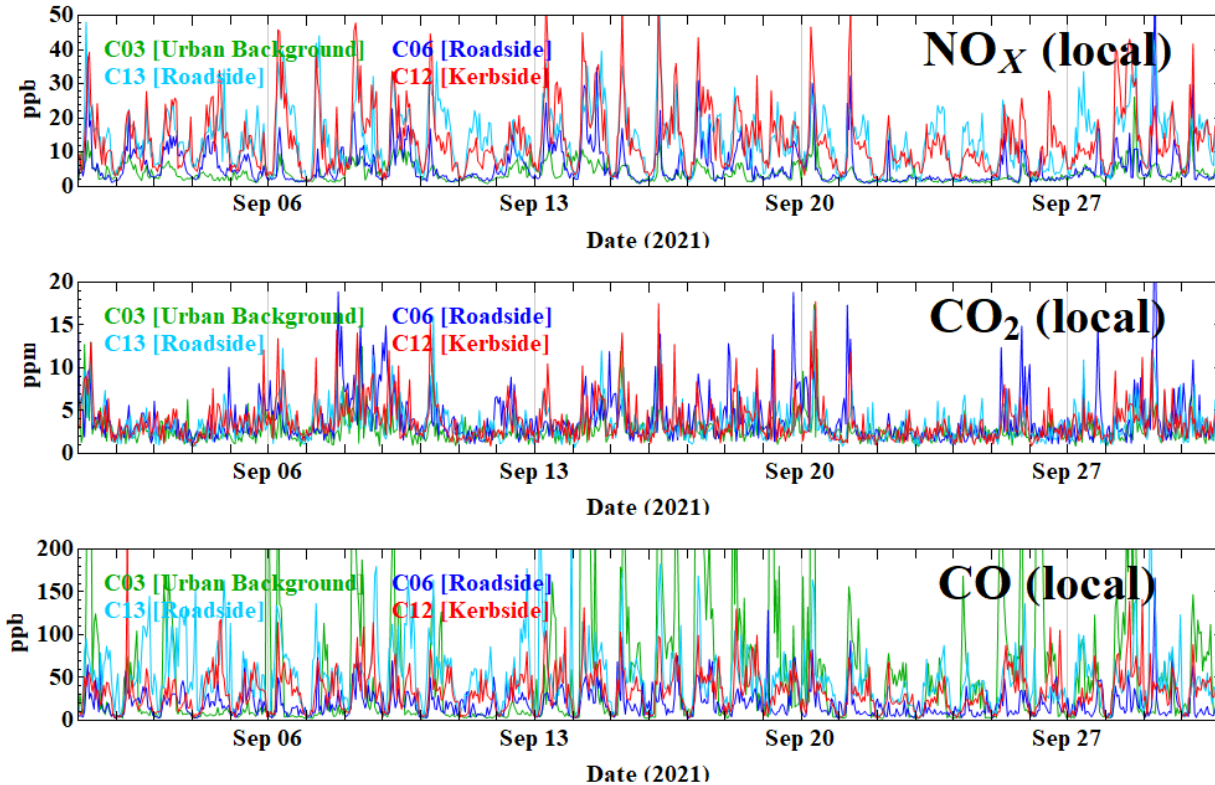 50
40
30
20
10
0
ppb
C03 [Urban Background] C06 [Roadside]
C13 [Roadside] C12 [Kerbside]
NOX (local)
Sep 06 Sep 13 Sep 20 Sep 27
Date (2021)
20
15
10
5
0
ppm
C03 [Urban Background] C06 [Roadside]
C13 [Roadside] C12 [Kerbside]
CO2 (local)
Sep 06 Sep 13 Sep 20 Sep 27
Date (2021)
200
150
100
50
0
ppb
C03 [Urban Background] C06 [Roadside]
C13 [Roadside] C12 [Kerbside]
CO (local)
Sep 06 Sep 13 Sep 20 Sep 27
Date (2021)